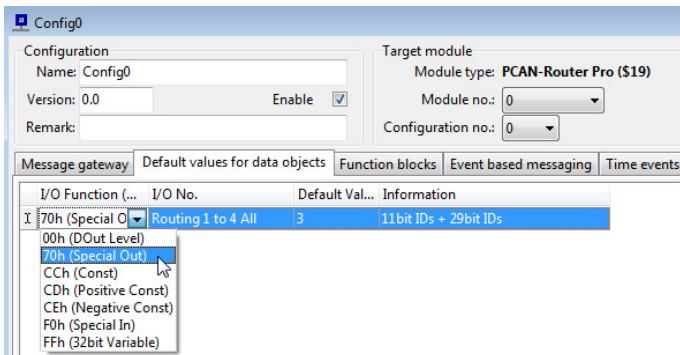 Config0
Configuration
Target module
Name: Config0
Module type: PCAN-Router Pro ($19)
Version: 0.0
Enable
Module no.: 0
Remark:
Configuration no.: 0
Message gateway Default values for data objects Function blocks Event based messaging Time events
I/O Function (... I/O No. Default Val... Information
70h (Special O Routing 1 to 4 All 3 11bit IDs + 29bit IDs
00h (DOut Level)
70h (Special Out)
CCh (Const)
CDh (Positive Const)
CEh (Negative Const)
F0h (Special In)
FFh (32bit Variable)